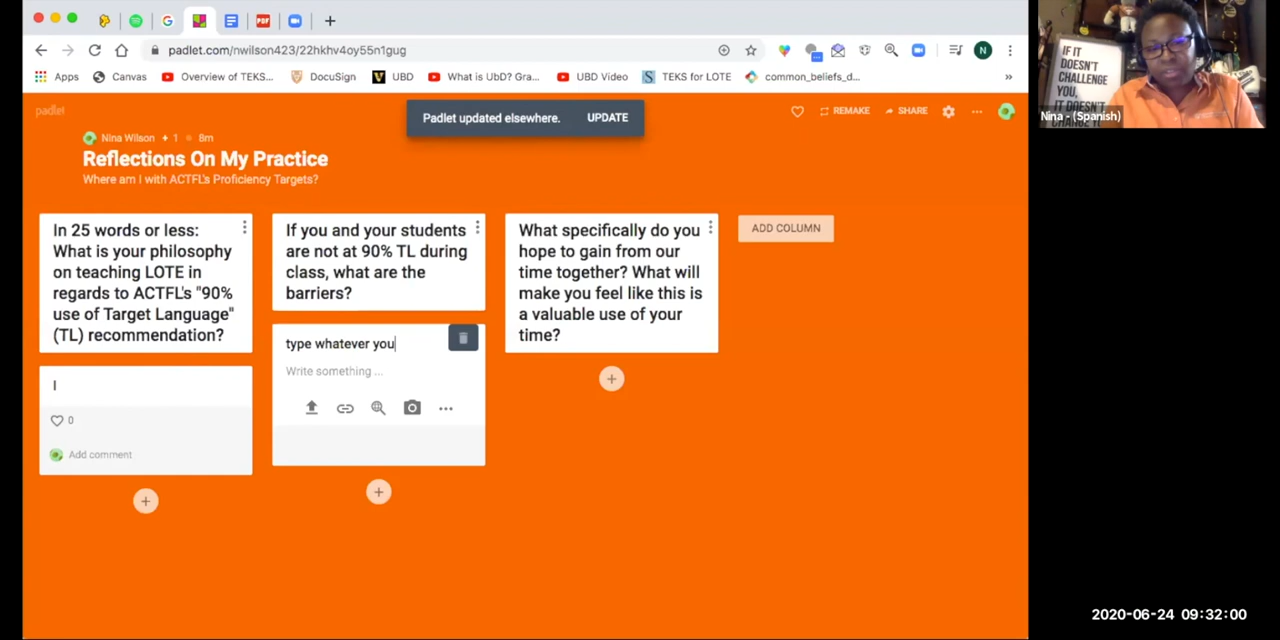 padlet.com/nwilson423/22hkhv4oy55n1gug
N
Apps
Canvas
Overview of TEKS...
DocuSign
UBD
What is UbD? Gra...
UBD Video
TEKS for LOTE
common_beliefs_d...
»
padlet
Padlet updated elsewhere.
UPDATE
REMAKE
SHARE
Nina Wilson + 1
8m
Reflections On My Practice
Where am I with ACTFL's Proficiency Targets?
In 25 words or less:
What is your philosophy
on teaching LOTE in
regards to ACTFL's "90%
use of Target Language"
(TL) recommendation?
I
0
Add comment
If you and your students
are not at 90% TL during
class, what are the
barriers?
type whatever you
Write something ...
What specifically do you
hope to gain from our
time together? What will
make you feel like this is
a valuable use of your
time?
ADD COLUMN
IF IT
DOESN'T
CHALLENGE
YOU,
IT DOESN'T
Nina - (Spanish)
2020-06-24 09:32:00